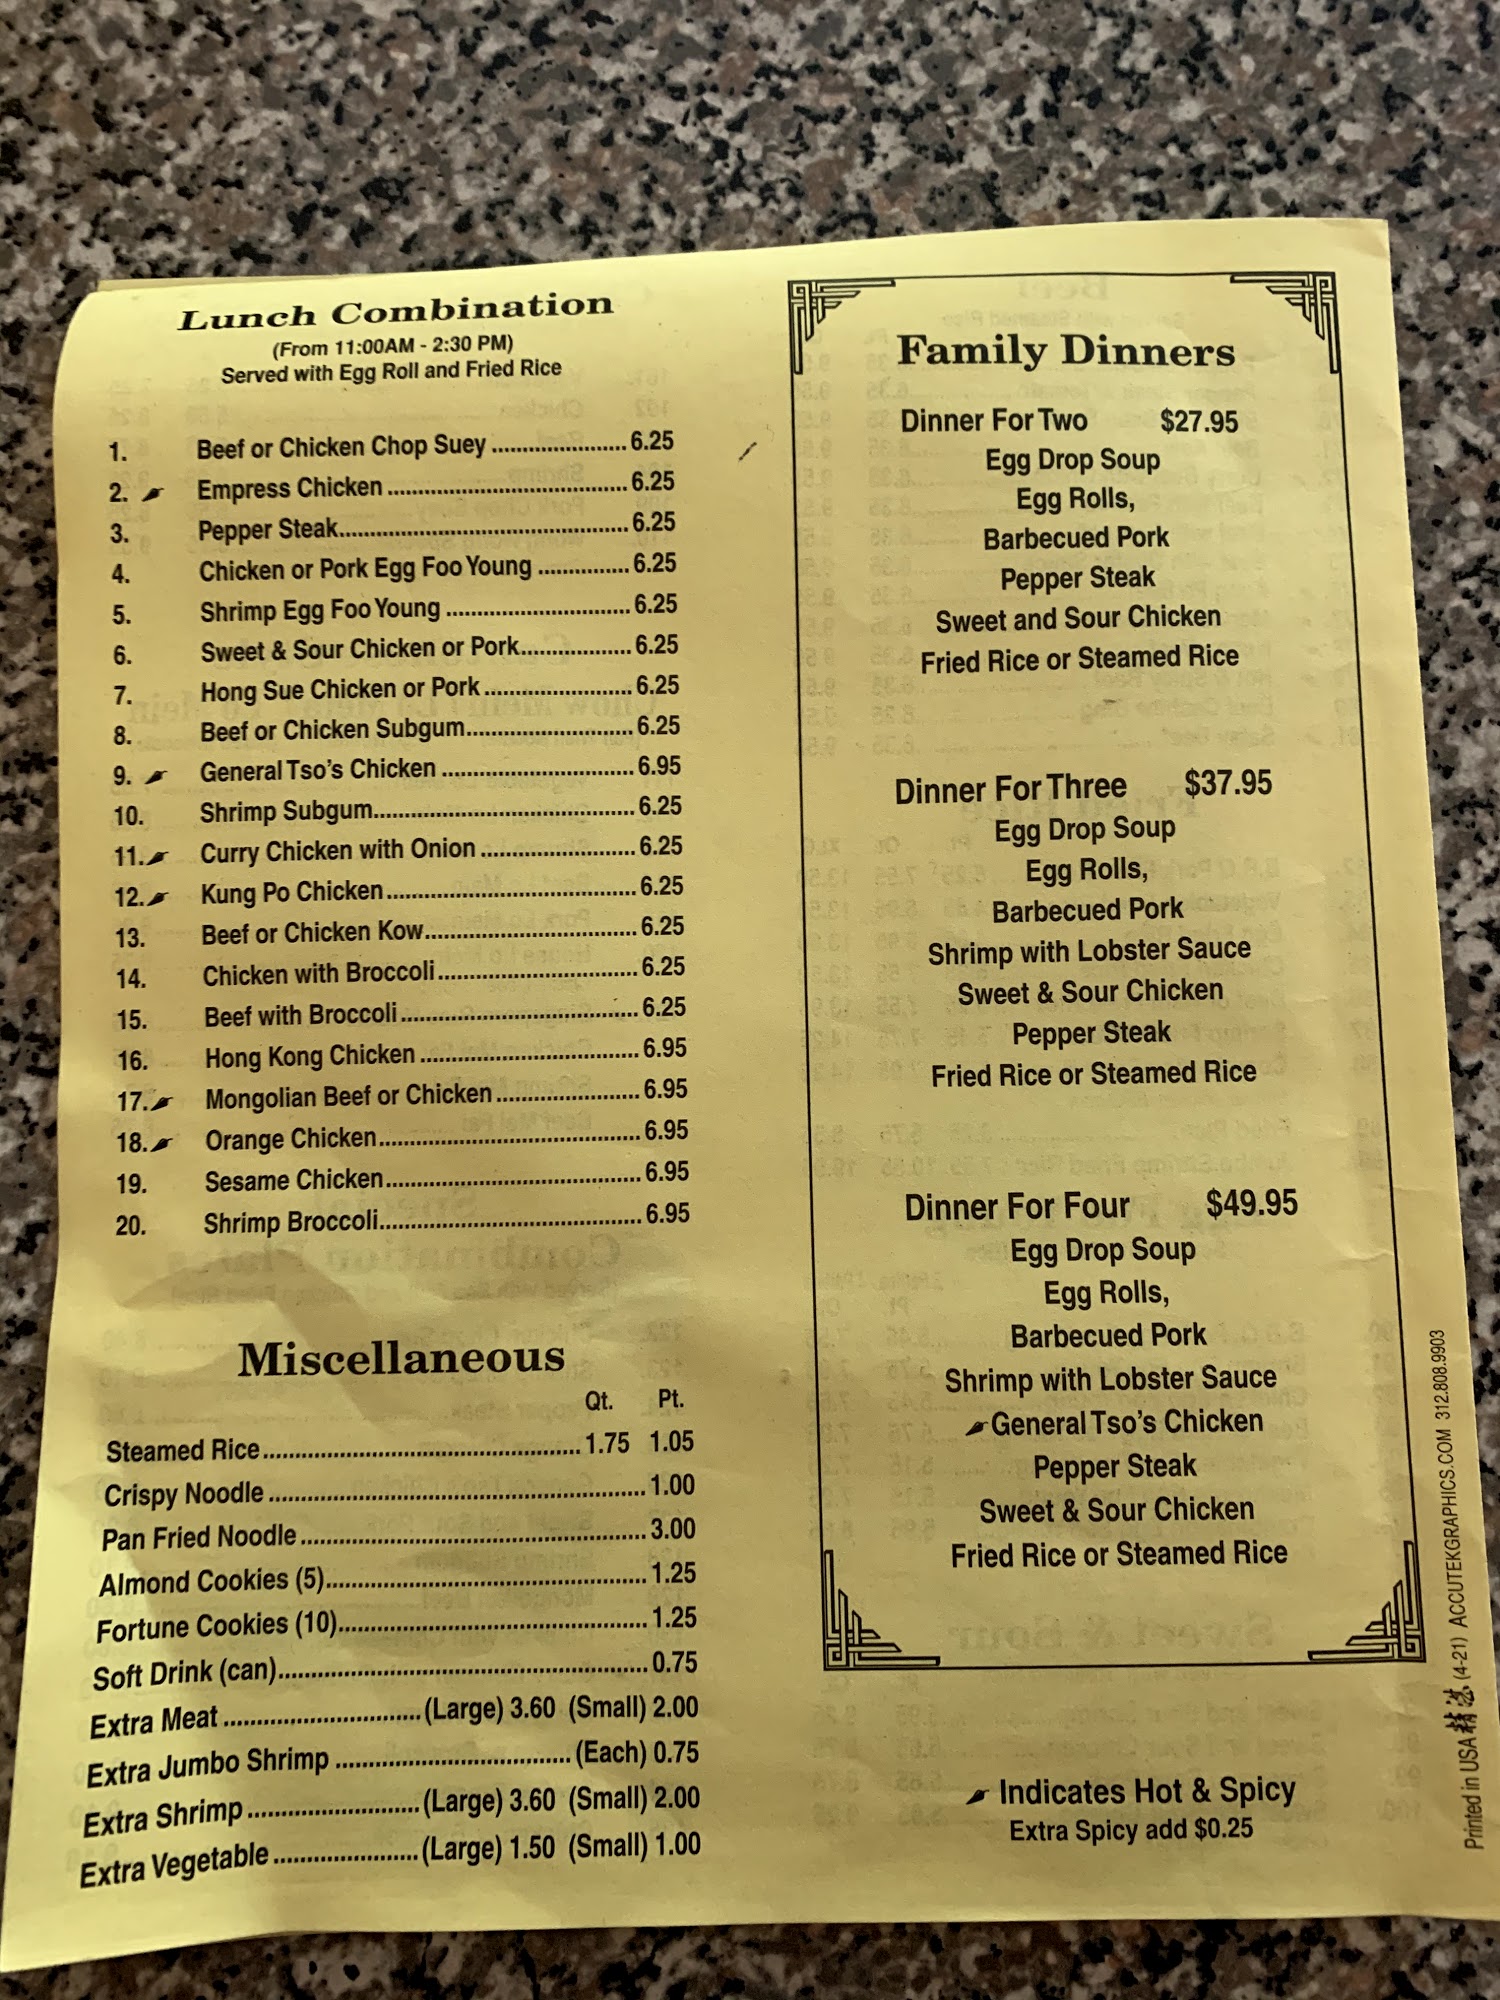 Lunch Combination
(From 11:00AM - 2:30 PM)
Served with Egg Roll and Fried Rice
1. Beef or Chicken Chop Suey ..................... 6.25
2. Empress Chicken .................................... 6.25
3. Pepper Steak........................................... 6.25
4. Chicken or Pork Egg Foo Young .............. 6.25
5. Shrimp Egg Foo Young ............................ 6.25
6. Sweet & Sour Chicken or Pork................. 6.25
7. Hong Sue Chicken or Pork ...................... 6.25
8. Beef or Chicken Subgum......................... 6.25
9. General Tso's Chicken ............................. 6.95
10. Shrimp Subgum....................................... 6.25
11. Curry Chicken with Onion ....................... 6.25
12. Kung Po Chicken..................................... 6.25
13. Beef or Chicken Kow................................ 6.25
14. Chicken with Broccoli .............................. 6.25
15. Beef with Broccoli .................................... 6.25
16. Hong Kong Chicken ................................. 6.95
17. Mongolian Beef or Chicken ..................... 6.95
18. Orange Chicken....................................... 6.95
19. Sesame Chicken...................................... 6.95
20. Shrimp Broccoli....................................... 6.95
Miscellaneous
Qt. Pt.
Steamed Rice................................................ 1.75 1.05
Crispy Noodle ......................................................... 1.00
Pan Fried Noodle .................................................... 3.00
Almond Cookies (5)................................................ 1.25
Fortune Cookies (10).............................................. 1.25
Soft Drink (can)....................................................... 0.75
Extra Meat .............................. (Large) 3.60 (Small) 2.00
Extra Jumbo Shrimp ................................... (Each) 0.75
Extra Shrimp .......................... (Large) 3.60 (Small) 2.00
Extra Vegetable ...................... (Large) 1.50 (Small) 1.00
Family Dinners
Dinner For Two $27.95
Egg Drop Soup
Egg Rolls,
Barbecued Pork
Pepper Steak
Sweet and Sour Chicken
Fried Rice or Steamed Rice
Dinner For Three $37.95
Egg Drop Soup
Egg Rolls,
Barbecued Pork
Shrimp with Lobster Sauce
Sweet & Sour Chicken
Pepper Steak
Fried Rice or Steamed Rice
Dinner For Four $49.95
Egg Drop Soup
Egg Rolls,
Barbecued Pork
Shrimp with Lobster Sauce
General Tso's Chicken
Pepper Steak
Sweet & Sour Chicken
Fried Rice or Steamed Rice
Indicates Hot & Spicy
Extra Spicy add $0.25
Printed in USA (4-21) ACCUTEKGRAPHICS.COM 312.808.9903